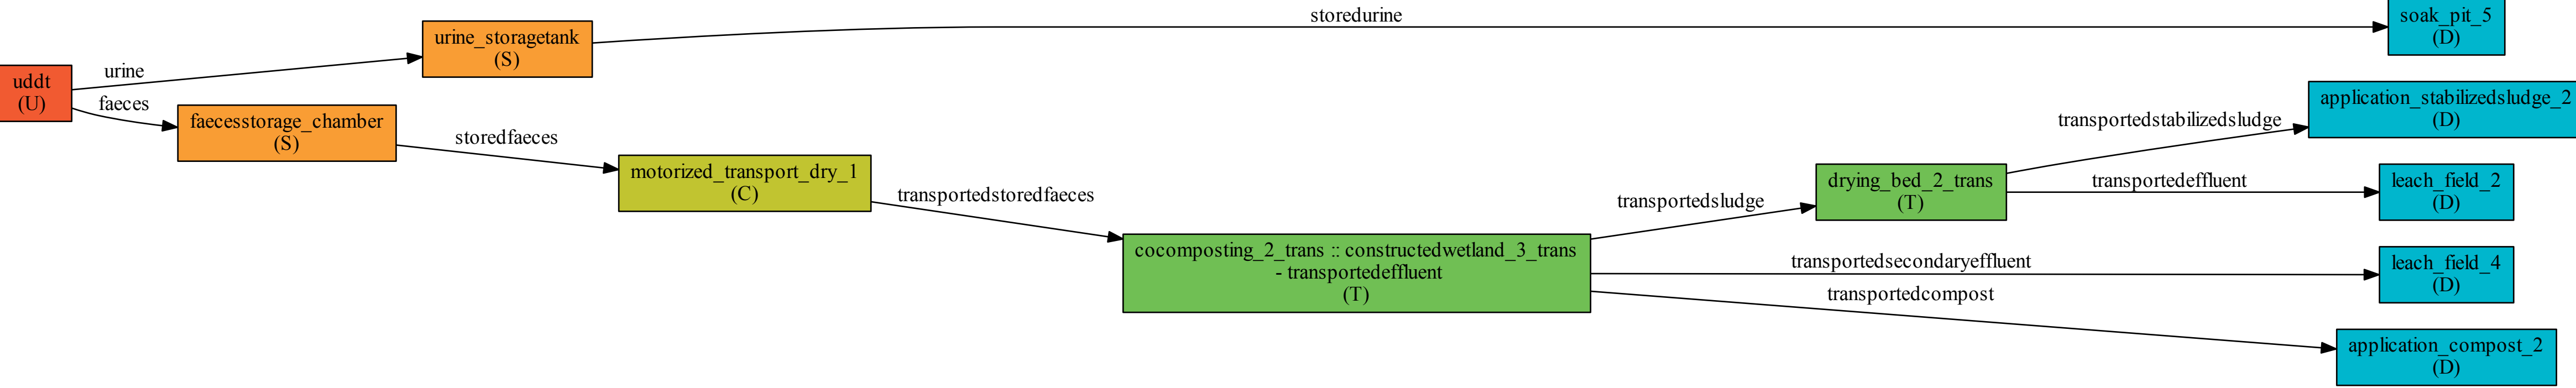 uddt
(U)
urine
faeces
urine_storagetank
(S)
faecesstorage_chamber
(S)
storedurine
storedfaeces
motorized_transport_dry_1
(C)
transportedstoredfaeces
cocomposting_2_trans :: constructedwetland_3_trans
- transportedeffluent
(T)
transportedsludge
transportedsecondaryeffluent
transportedcompost
drying_bed_2_trans
(T)
transportedstabilizedsludge
transportedeffluent
soak_pit_5
(D)
application_stabilizedsludge_2
(D)
leach_field_2
(D)
leach_field_4
(D)
application_compost_2
(D)